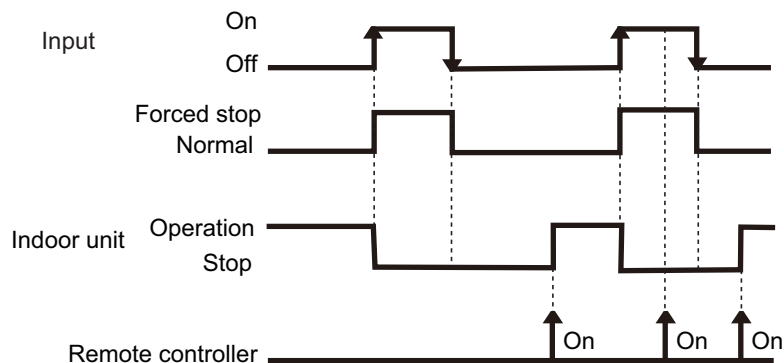 On
Input
Off
Forced stop
Normal
Operation
Indoor unit
Stop
On
On
On
Remote controller